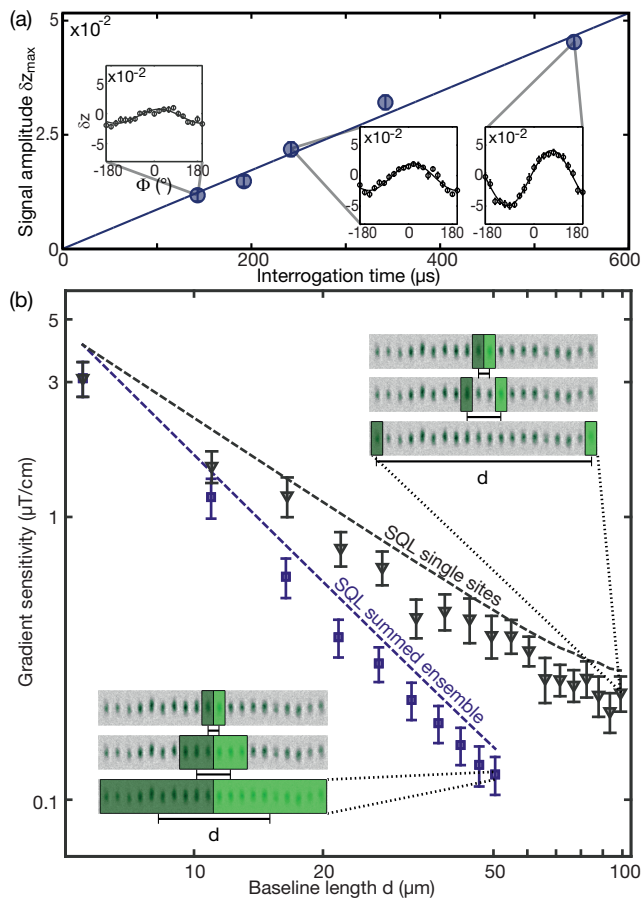 (a)
x10⁻²
5
2.5
0
Signal amplitude δz_max
0
200
400
600
Interrogation time (µs)
x10⁻²
5
0
-5
δz
-180
0
180
Φ (°)
x10⁻²
5
0
-5
-180
0
180
x10⁻²
5
0
-5
-180
0
180
(b)
5
3
1
0.1
Gradient sensitivity (µT/cm)
d
SQL single sites
SQL summed ensemble
d
10
20
50
100
Baseline length d (µm)